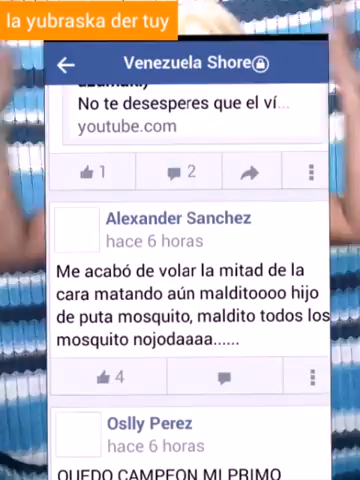 la yubraska der tuy
Venezuela Shore
No te desesperes que el ví...
youtube.com
1
2
Alexander Sanchez
hace 6 horas
Me acabó de volar la mitad de la
cara matando aún malditoooo hijo
de puta mosquito, maldito todos los
mosquito nojodaaaa......
4
Oslly Perez
hace 6 horas
QUEDO CAMPEON MI PRIMO